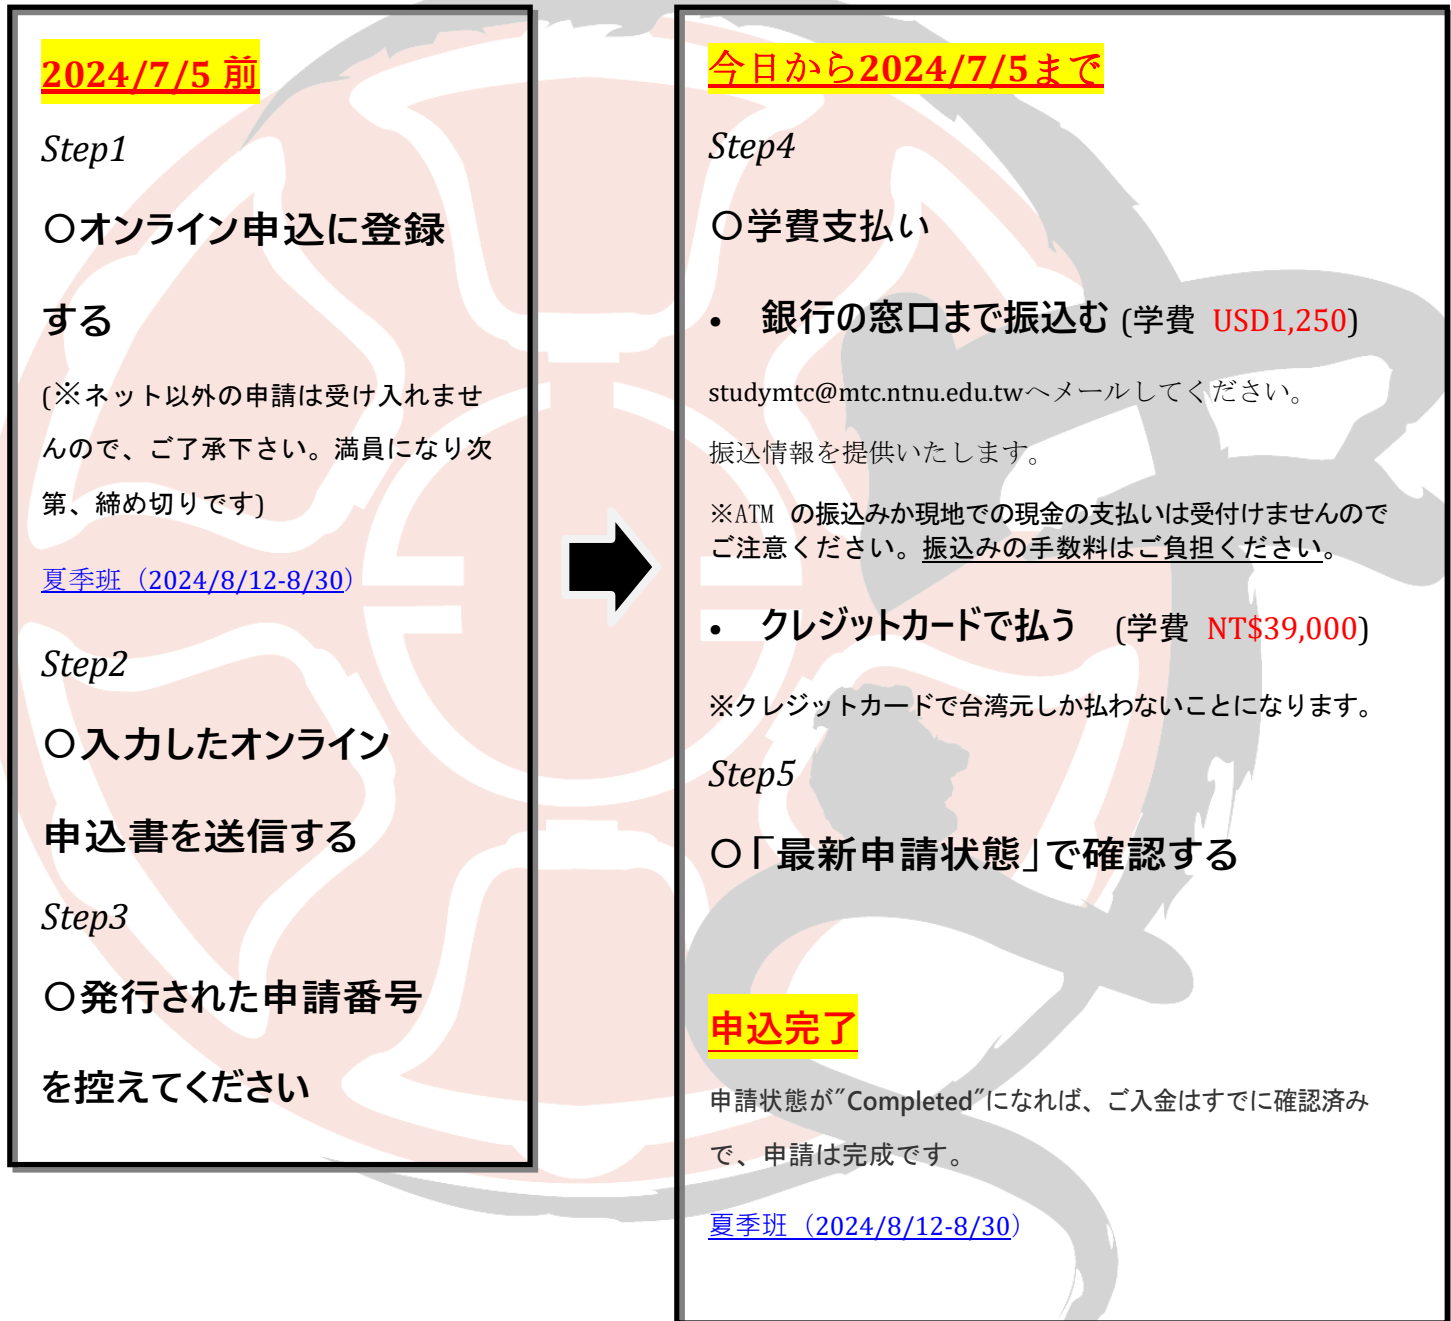 2024/7/5 前
Step1
〇オンライン申込に登録
する
(※ネット以外の申請は受け入れませ
んので、ご了承下さい。満員になり次
第、締め切りです)
夏季班（2024/8/12-8/30）
Step2
〇入力したオンライン
申込書を送信する
Step3
〇発行された申請番号
を控えてください
今日から2024/7/5まで
Step4
〇学費支払い
• 銀行の窓口まで振込む (学費 USD1,250)
studymtc@mtc.ntnu.edu.twへメールしてください。
振込情報を提供いたします。
※ATM の振込みか現地での現金の支払いは受付けませんので
ご注意ください。振込みの手数料はご負担ください。
• クレジットカードで払う (学費 NT$39,000)
※クレジットカードで台湾元しか払わないことになります。
Step5
〇「最新申請状態」で確認する
申込完了
申請状態が"Completed"になれば、ご入金はすでに確認済み
で、申請は完成です。
夏季班（2024/8/12-8/30）